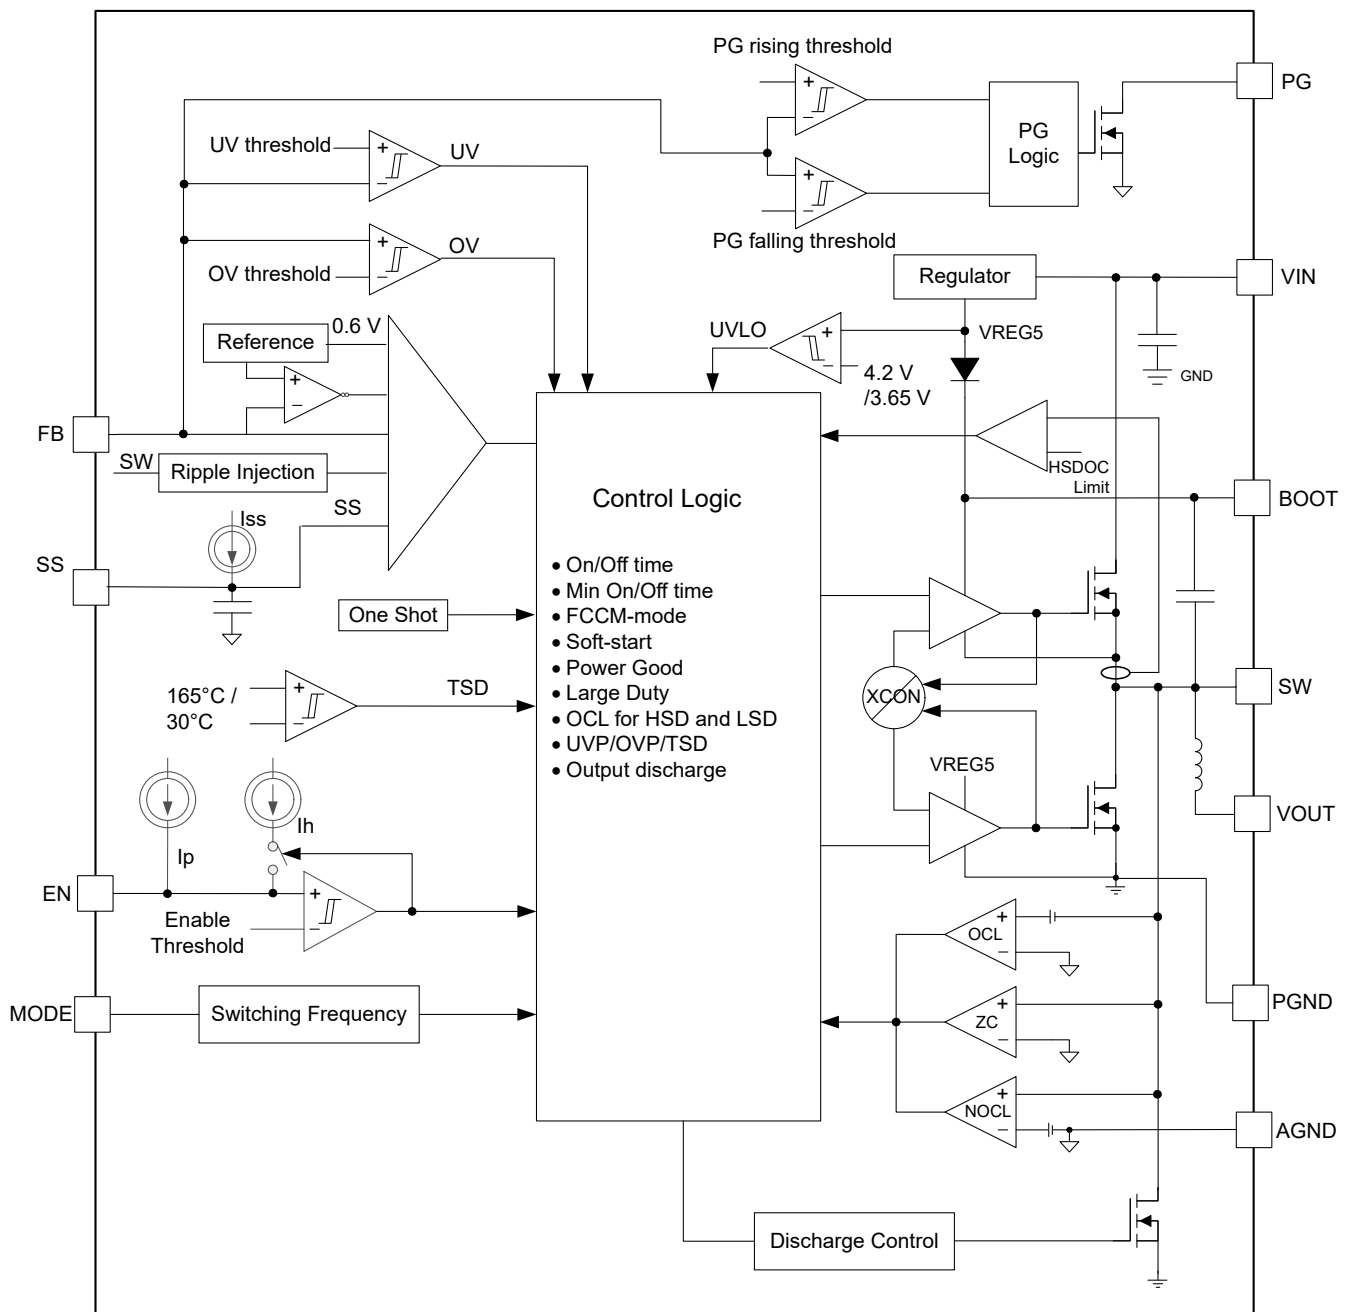 PG rising threshold
PG
UV threshold
+
−
UV
+
−
PG
Logic
+
−
PG falling threshold
OV threshold
+
−
OV
Regulator
VIN
UVLO
+
−
VREG5
4.2 V
/3.65 V
GND
Reference
0.6 V
+
−
FB
SW
Ripple Injection
HSDOC
Limit
BOOT
Iss
SS
SS
Control Logic
• On/Off time
• Min On/Off time
• FCCM-mode
• Soft-start
• Power Good
• Large Duty
• OCL for HSD and LSD
• UVP/OVP/TSD
• Output discharge
One Shot
165°C /
30°C
+
−
TSD
XCON
SW
VREG5
VOUT
Ip
Ih
EN
+
−
Enable
Threshold
OCL
+
−
MODE
Switching Frequency
ZC
+
−
PGND
NOCL
+
−
AGND
Discharge Control